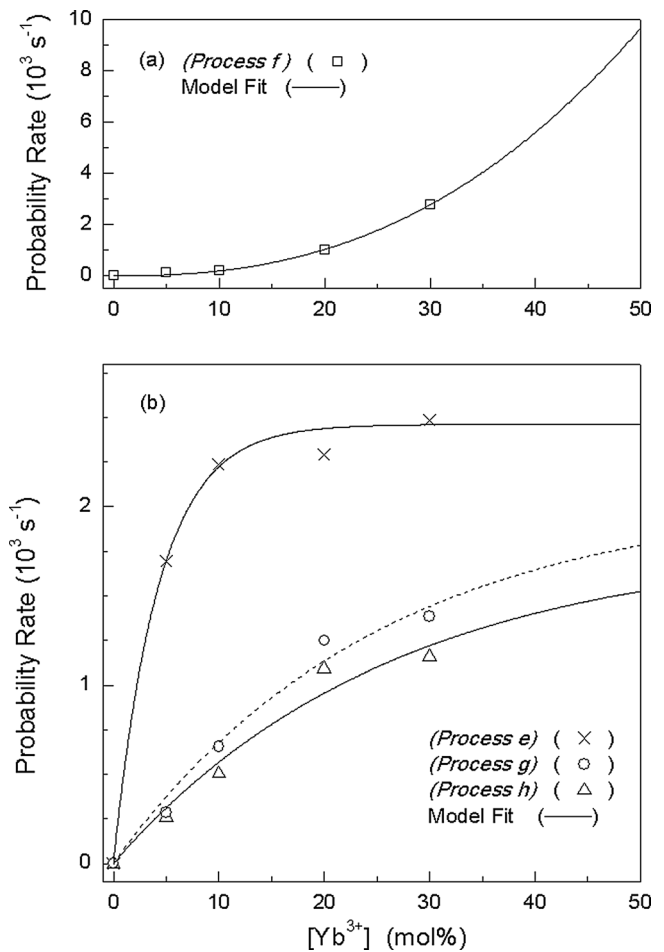 10
8
6
4
2
0
Probability Rate (10³ s⁻¹)
(a) (Process f) ( □ )
Model Fit (——)
0 10 20 30 40 50
(b)
2
1
0
Probability Rate (10³ s⁻¹)
(Process e) ( × )
(Process g) ( ○ )
(Process h) ( △ )
Model Fit (——)
0 10 20 30 40 50
[Yb³⁺] (mol%)